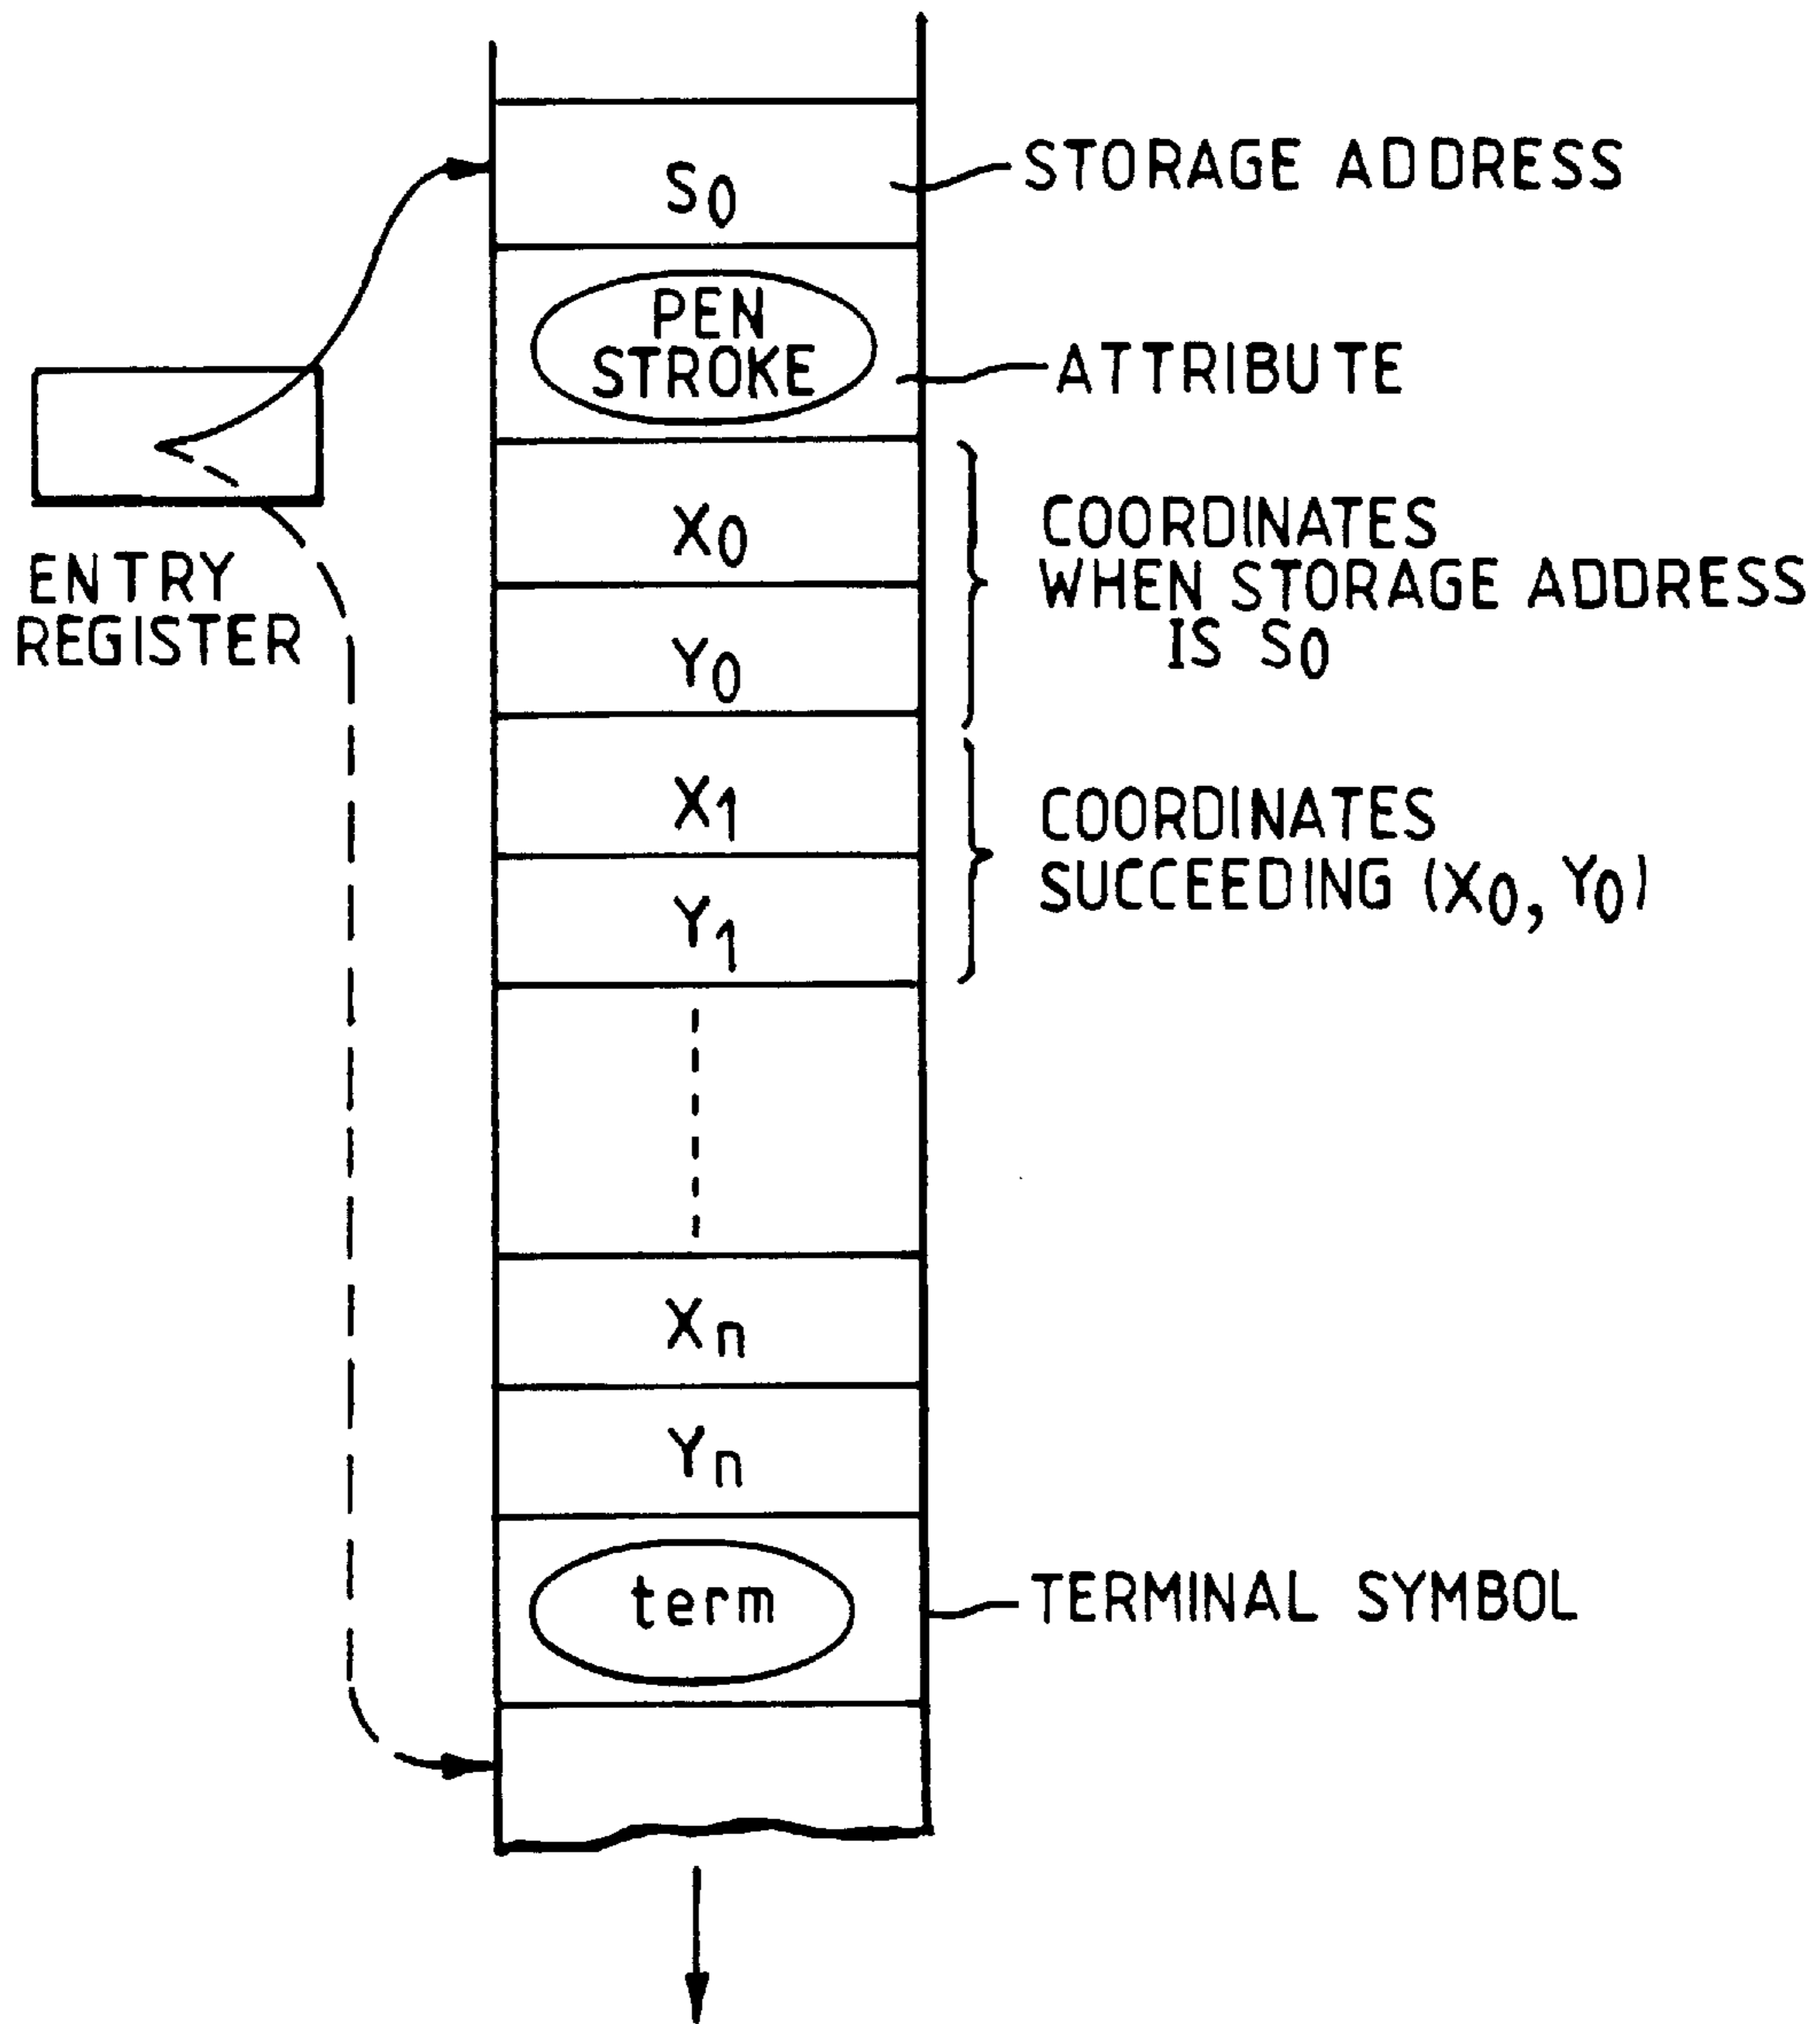 S0
STORAGE ADDRESS
PEN
STROKE
ATTRIBUTE
ENTRY
REGISTER
X0
Y0
COORDINATES
WHEN STORAGE ADDRESS
IS S0
X1
Y1
COORDINATES
SUCCEEDING (X0, Y0)
Xn
Yn
term
TERMINAL SYMBOL